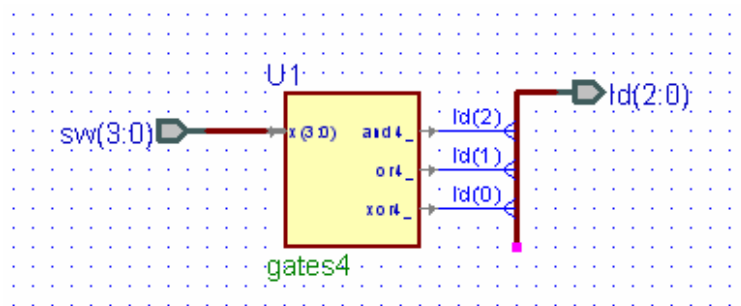 U1
sw(3:0)
x(3:0)
and4_
or4_
xor4_
ld(2)
ld(1)
ld(0)
ld(2:0)
gates4